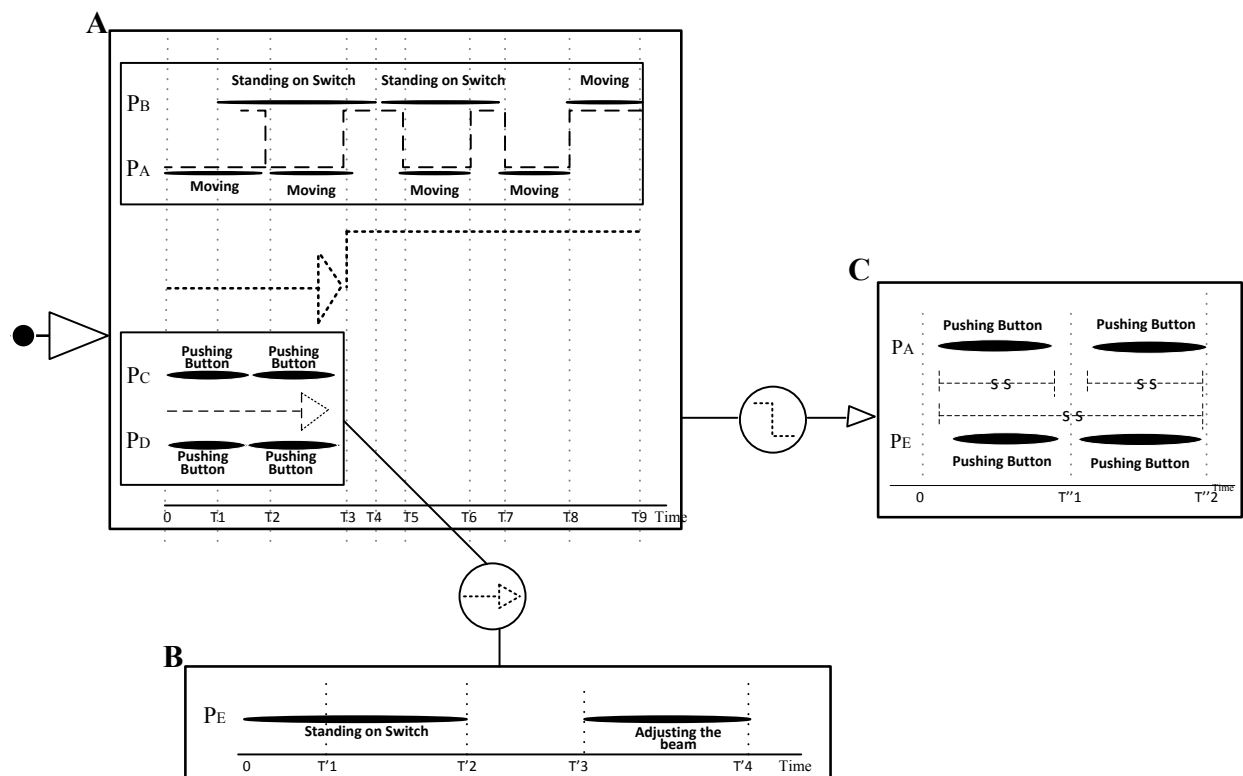 A
Standing on Switch Standing on Switch Moving
PB
PA
Moving Moving Moving Moving
C
Pushing Button Pushing Button
PA
S S S S
S S
PE
Pushing Button Pushing Button
0 T''1 T''2 Time
Pushing Button Pushing Button
PC
PD
Pushing Button Pushing Button
0 T1 T2 T3 T4 T5 T6 T7 T8 T9 Time
B
PE
Standing on Switch Adjusting the beam
0 T'1 T'2 T'3 T'4 Time